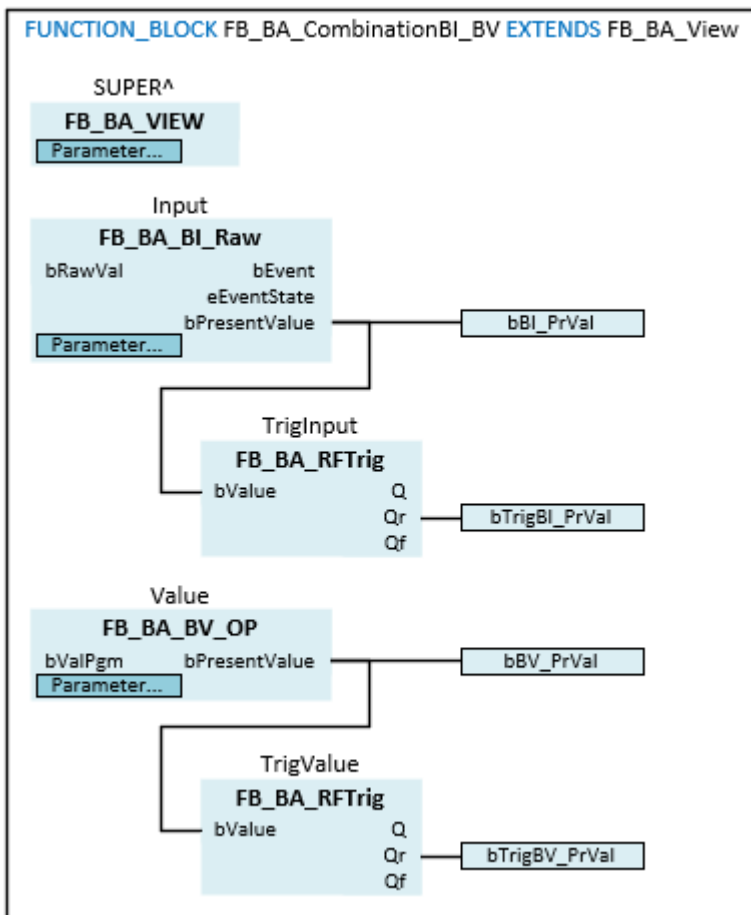 FUNCTION_BLOCK FB_BA_CombinationBI_BV EXTENDS FB_BA_View
SUPER^
FB_BA_VIEW
Parameter...
Input
FB_BA_BI_Raw
bRawVal bEvent
eEventState
bPresentValue
bBI_PrVal
Parameter...
TrigInput
FB_BA_RFTrig
bValue Q
Qr
bTrigBI_PrVal
Qf
Value
FB_BA_BV_OP
bValPgm bPresentValue
bBV_PrVal
Parameter...
TrigValue
FB_BA_RFTrig
bValue Q
Qr
bTrigBV_PrVal
Qf